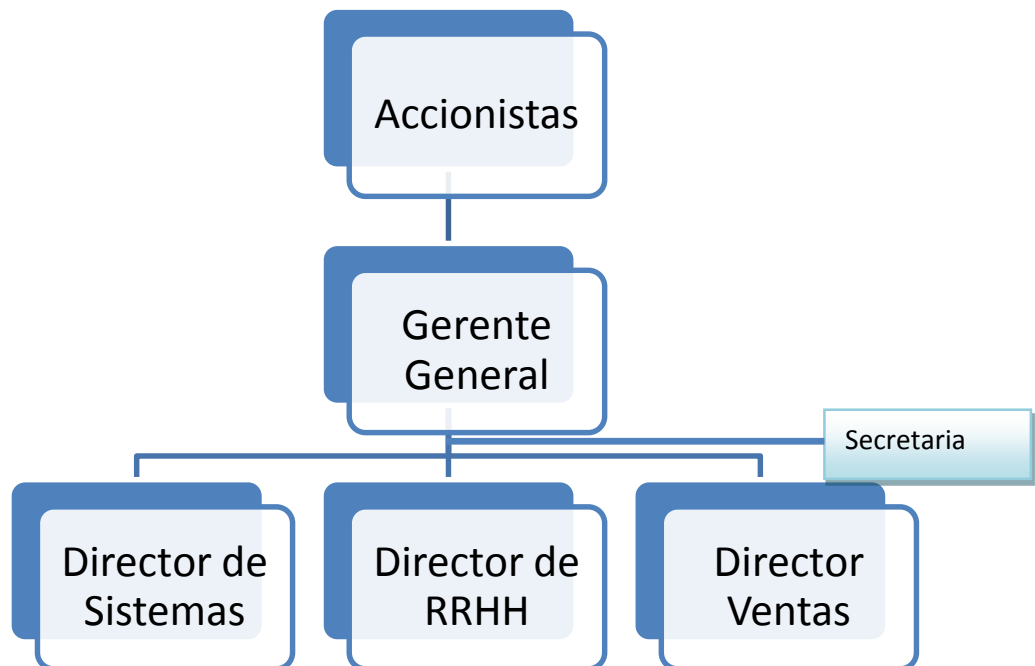 Accionistas
Gerente
General
Secretaria
Director de
Sistemas
Director de
RRHH
Director
Ventas